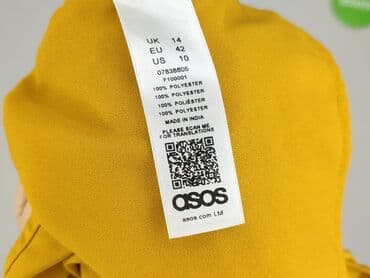 UK 14
EU 42
US 10
07838605
F100001
100% POLYESTER
100% POLYESTER
100% POLIÉSTER
100% POLYESTER
MADE IN INDIA
PLEASE SCAN ME
FOR TRANSLATIONS
asos
asos.com Ltd